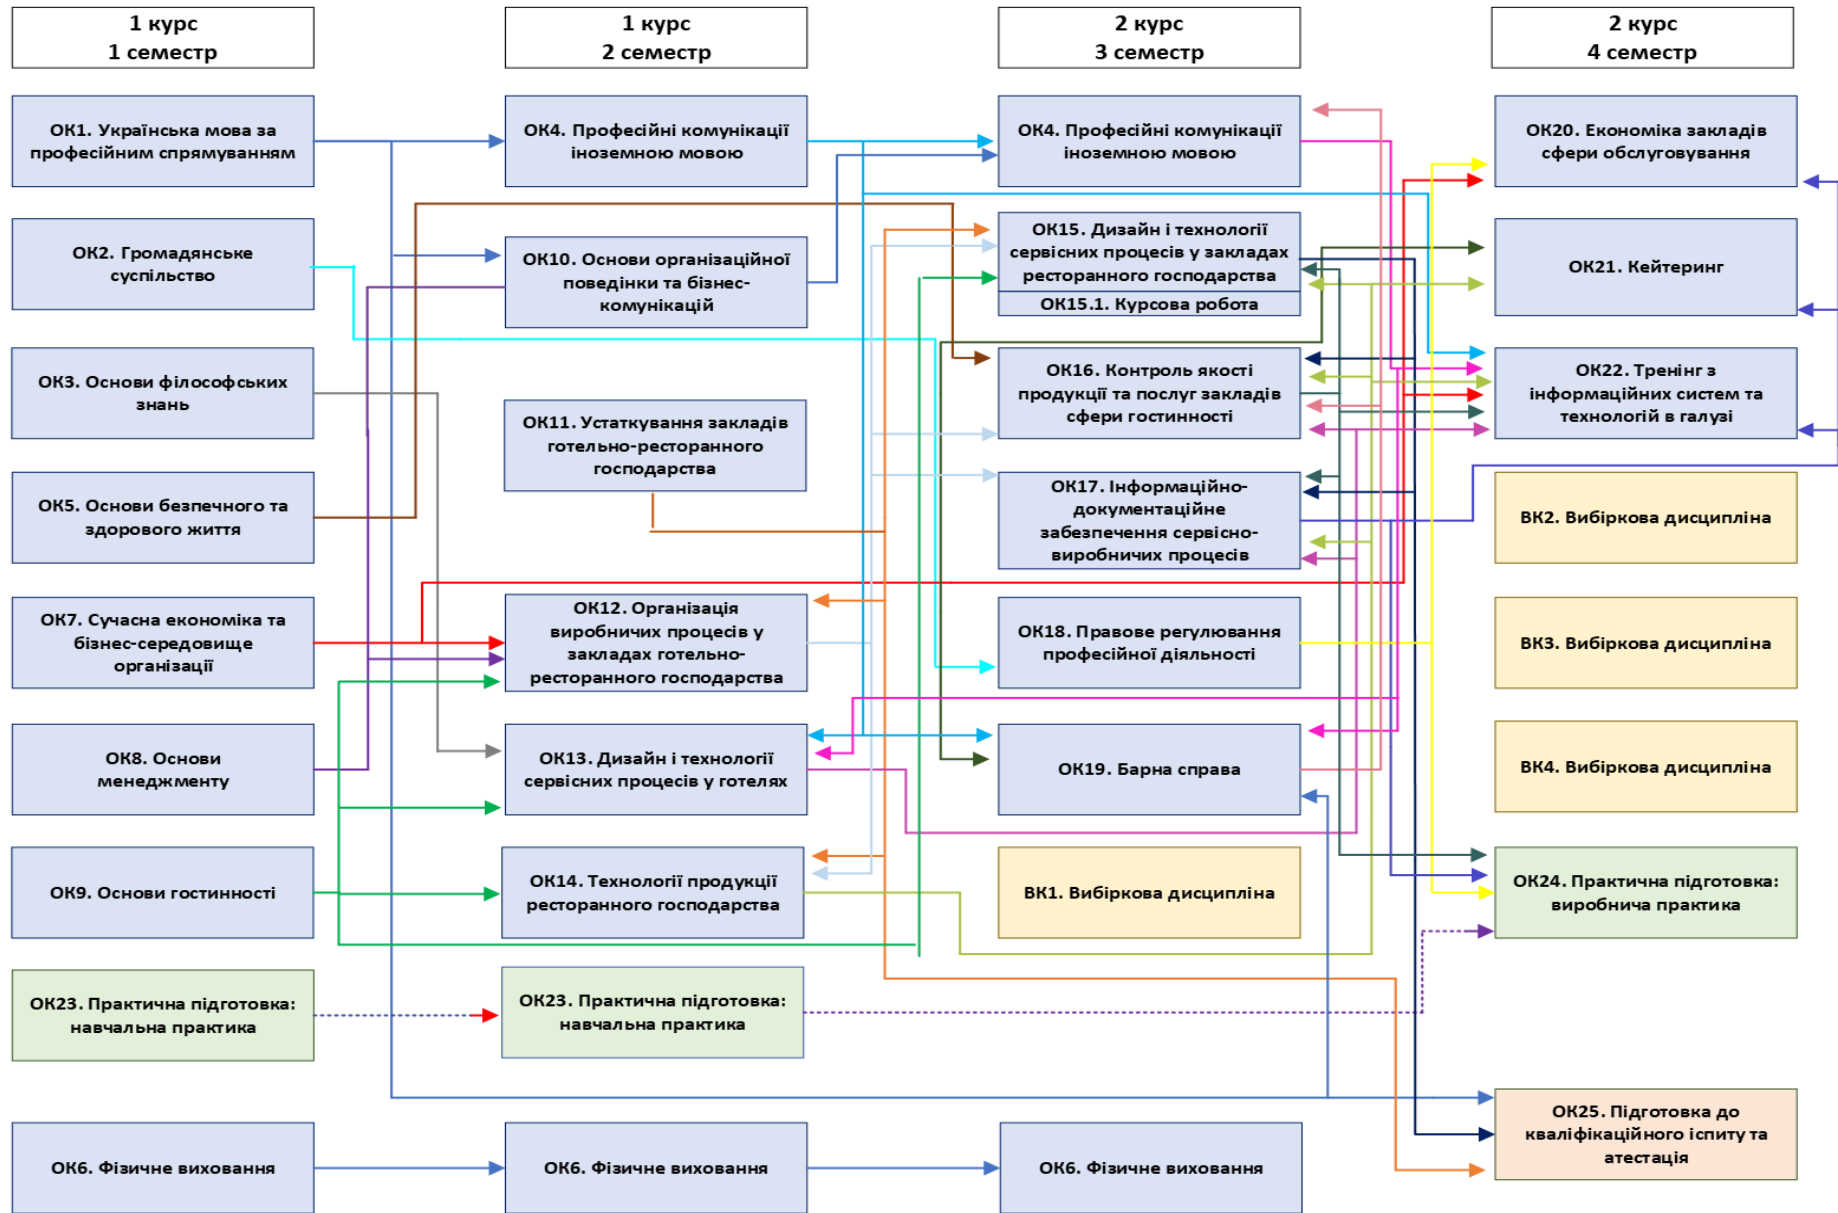 1 курс
1 семестр
1 курс
2 семестр
2 курс
3 семестр
2 курс
4 семестр
ОК1. Українська мова за
професійним спрямуванням
ОК2. Громадянське
суспільство
ОК3. Основи філософських
знань
ОК5. Основи безпечного та
здорового життя
ОК7. Сучасна економіка та
бізнес-середовище
організації
ОК8. Основи
менеджменту
ОК9. Основи гостинності
ОК23. Практична підготовка:
навчальна практика
ОК6. Фізичне виховання
ОК4. Професійні комунікації
іноземною мовою
ОК10. Основи організаційної
поведінки та бізнес-
комунікацій
ОК11. Устаткування закладів
готельно-ресторанного
господарства
ОК12. Організація
виробничих процесів у
закладах готельно-
ресторанного господарства
ОК13. Дизайн і технології
сервісних процесів у готелях
ОК14. Технології продукції
ресторанного господарства
ОК23. Практична підготовка:
навчальна практика
ОК6. Фізичне виховання
ОК4. Професійні комунікації
іноземною мовою
ОК15. Дизайн і технології
сервісних процесів у закладах
ресторанного господарства
ОК15.1. Курсова робота
ОК16. Контроль якості
продукції та послуг закладів
сфери гостинності
ОК17. Інформаційно-
документаційне
забезпечення сервісно-
виробничих процесів
ОК18. Правове регулювання
професійної діяльності
ОК19. Барна справа
ВК1. Вибіркова дисципліна
ОК6. Фізичне виховання
ОК20. Економіка закладів
сфери обслуговування
ОК21. Кейтеринг
ОК22. Тренінг з
інформаційних систем та
технологій в галузі
ВК2. Вибіркова дисципліна
ВК3. Вибіркова дисципліна
ВК4. Вибіркова дисципліна
ОК24. Практична підготовка:
виробнича практика
ОК25. Підготовка до
кваліфікаційного іспиту та
атестація